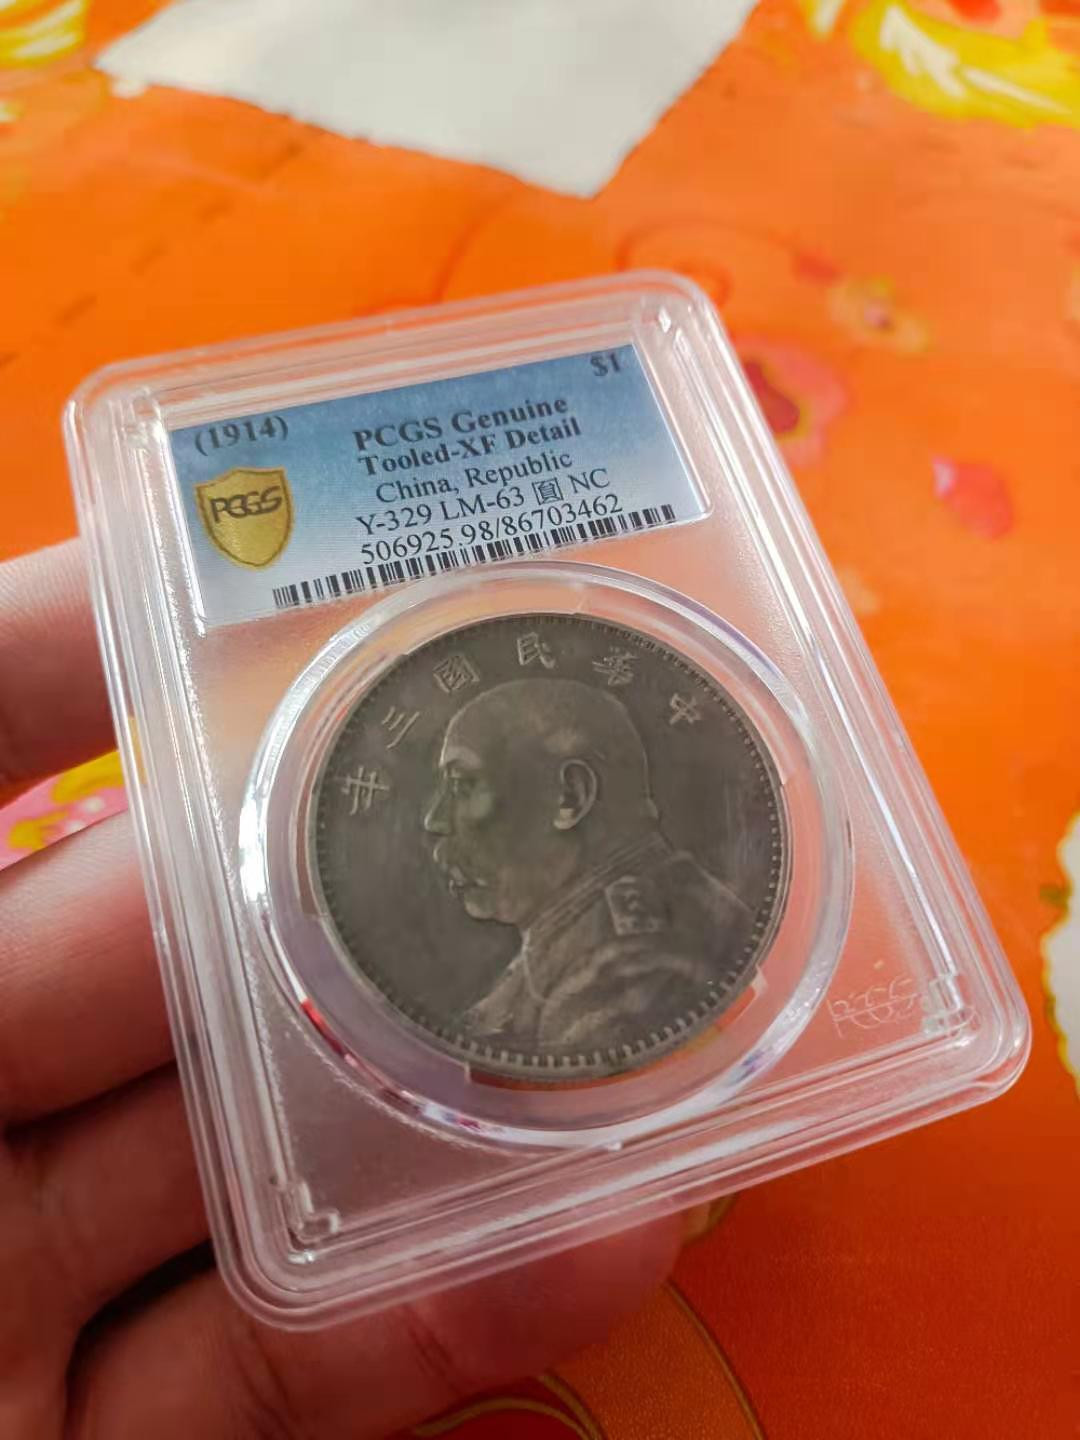 (1914)
$1
PCGS Genuine
Tooled-XF Detail
China, Republic
Y-329 LM-63 圓 NC
506925.98/86703462
PCGS
年三國民華中
PCGS